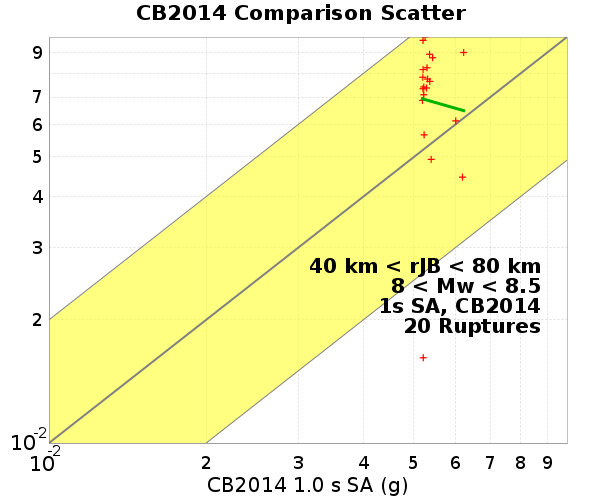 CB2014 Comparison Scatter
9
7
6
5
4
3
2
10-2
40 km < rJB < 80 km
8 < Mw < 8.5
1s SA, CB2014
20 Ruptures
10-2 2 3 4 5 6 7 8 9
CB2014 1.0 s SA (g)